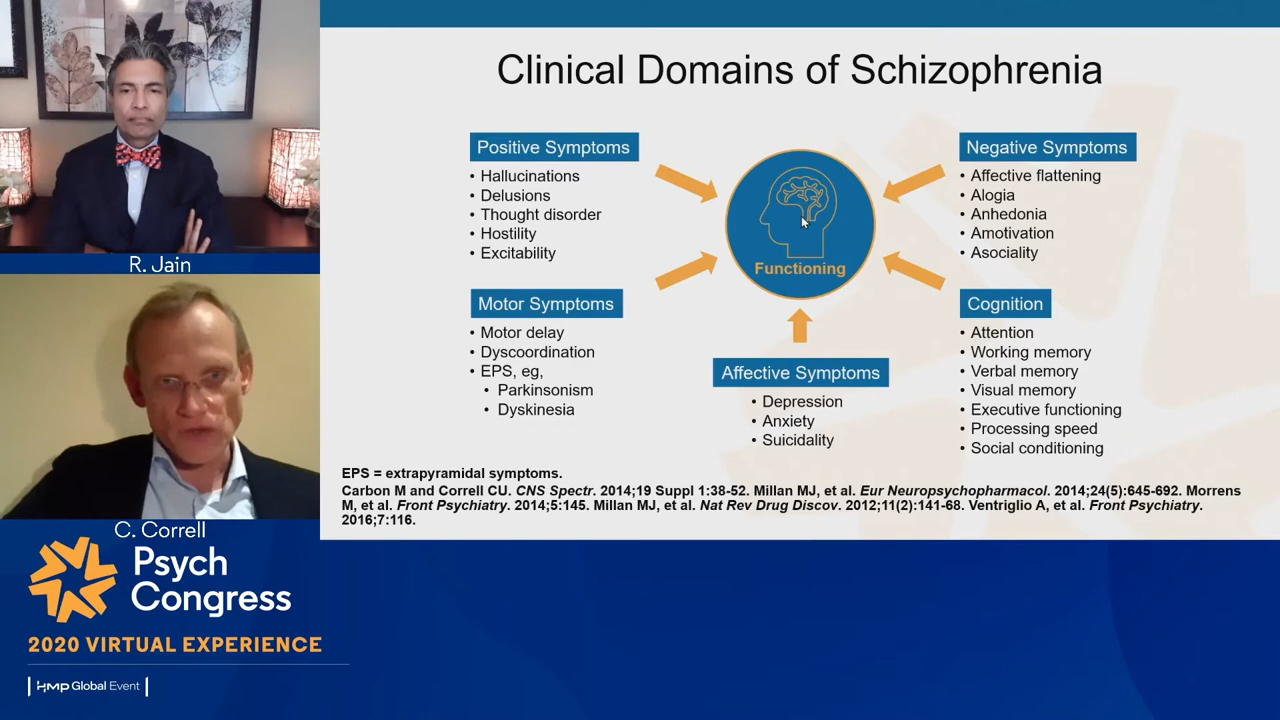 Clinical Domains of Schizophrenia
Positive Symptoms
• Hallucinations
• Delusions
• Thought disorder
• Hostility
• Excitability
Motor Symptoms
• Motor delay
• Dyscoordination
• EPS, eg,
• Parkinsonism
• Dyskinesia
Functioning
Affective Symptoms
• Depression
• Anxiety
• Suicidality
Negative Symptoms
• Affective flattening
• Alogia
• Anhedonia
• Amotivation
• Asociality
Cognition
• Attention
• Working memory
• Verbal memory
• Visual memory
• Executive functioning
• Processing speed
• Social conditioning
EPS = extrapyramidal symptoms.
Carbon M and Correll CU. CNS Spectr. 2014;19 Suppl 1:38-52. Millan MJ, et al. Eur Neuropsychopharmacol. 2014;24(5):645-692. Morrens
M, et al. Front Psychiatry. 2014;5:145. Millan MJ, et al. Nat Rev Drug Discov. 2012;11(2):141-68. Ventriglio A, et al. Front Psychiatry.
2016;7:116.
R. Jain
C. Correll
Psych
Congress
2020 VIRTUAL EXPERIENCE
HMP Global Event